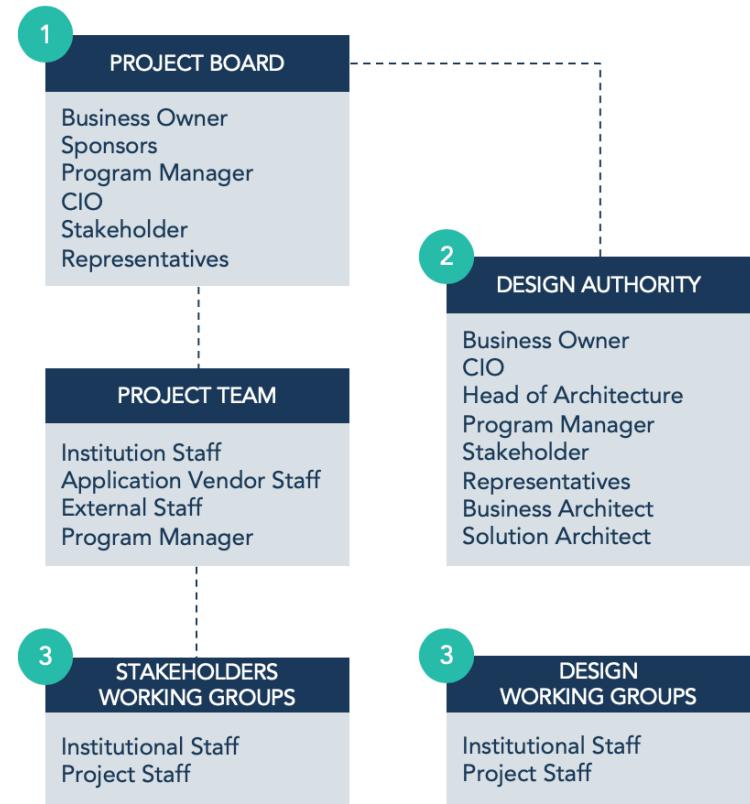 1
PROJECT BOARD
Business Owner
Sponsors
Program Manager
CIO
Stakeholder
Representatives
2
DESIGN AUTHORITY
Business Owner
CIO
Head of Architecture
Program Manager
Stakeholder
Representatives
Business Architect
Solution Architect
PROJECT TEAM
Institution Staff
Application Vendor Staff
External Staff
Program Manager
3
STAKEHOLDERS
WORKING GROUPS
Institutional Staff
Project Staff
3
DESIGN
WORKING GROUPS
Institutional Staff
Project Staff